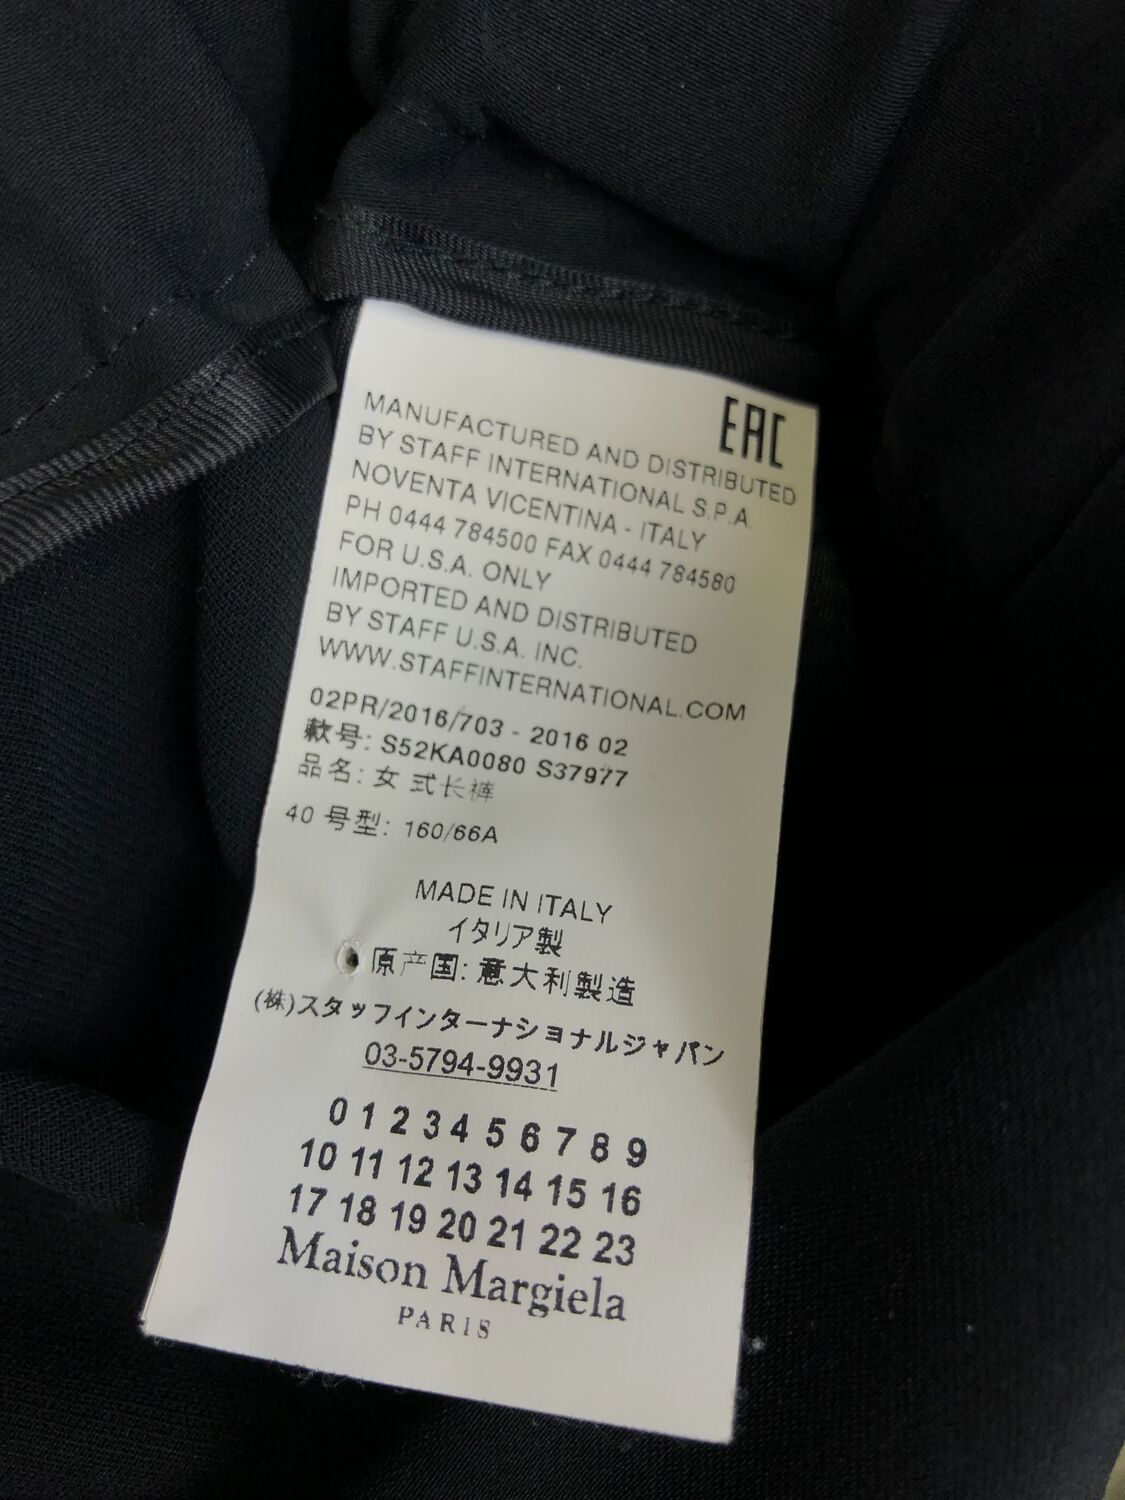 EAC
MANUFACTURED AND DISTRIBUTED
BY STAFF INTERNATIONAL S.P.A.
NOVENTA VICENTINA - ITALY
PH 0444 784500 FAX 0444 784580
FOR U.S.A. ONLY
IMPORTED AND DISTRIBUTED
BY STAFF U.S.A. INC.
WWW.STAFFINTERNATIONAL.COM
02PR/2016/703 - 2016 02
款号: S52KA0080 S37977
品名: 女 式长裤
40 号型: 160/66A
MADE IN ITALY
イタリア製
原产国: 意大利製造
(株)スタッフインターナショナルジャパン
03-5794-9931
0 1 2 3 4 5 6 7 8 9
10 11 12 13 14 15 16
17 18 19 20 21 22 23
Maison Margiela
PARIS